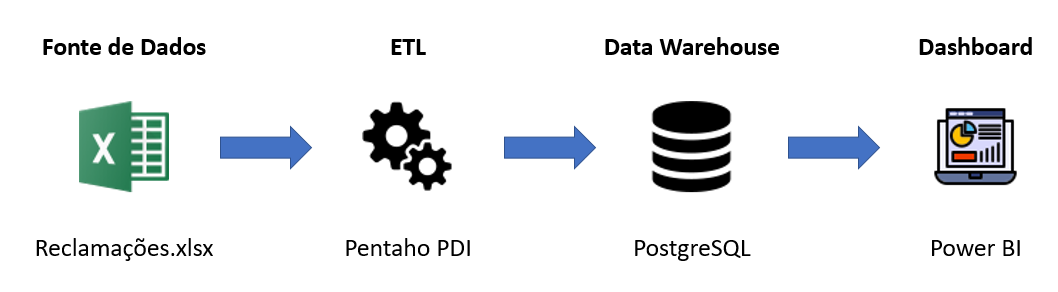 Fonte de Dados
ETL
Data Warehouse
Dashboard
X
Reclamações.xlsx
Pentaho PDI
PostgreSQL
Power BI